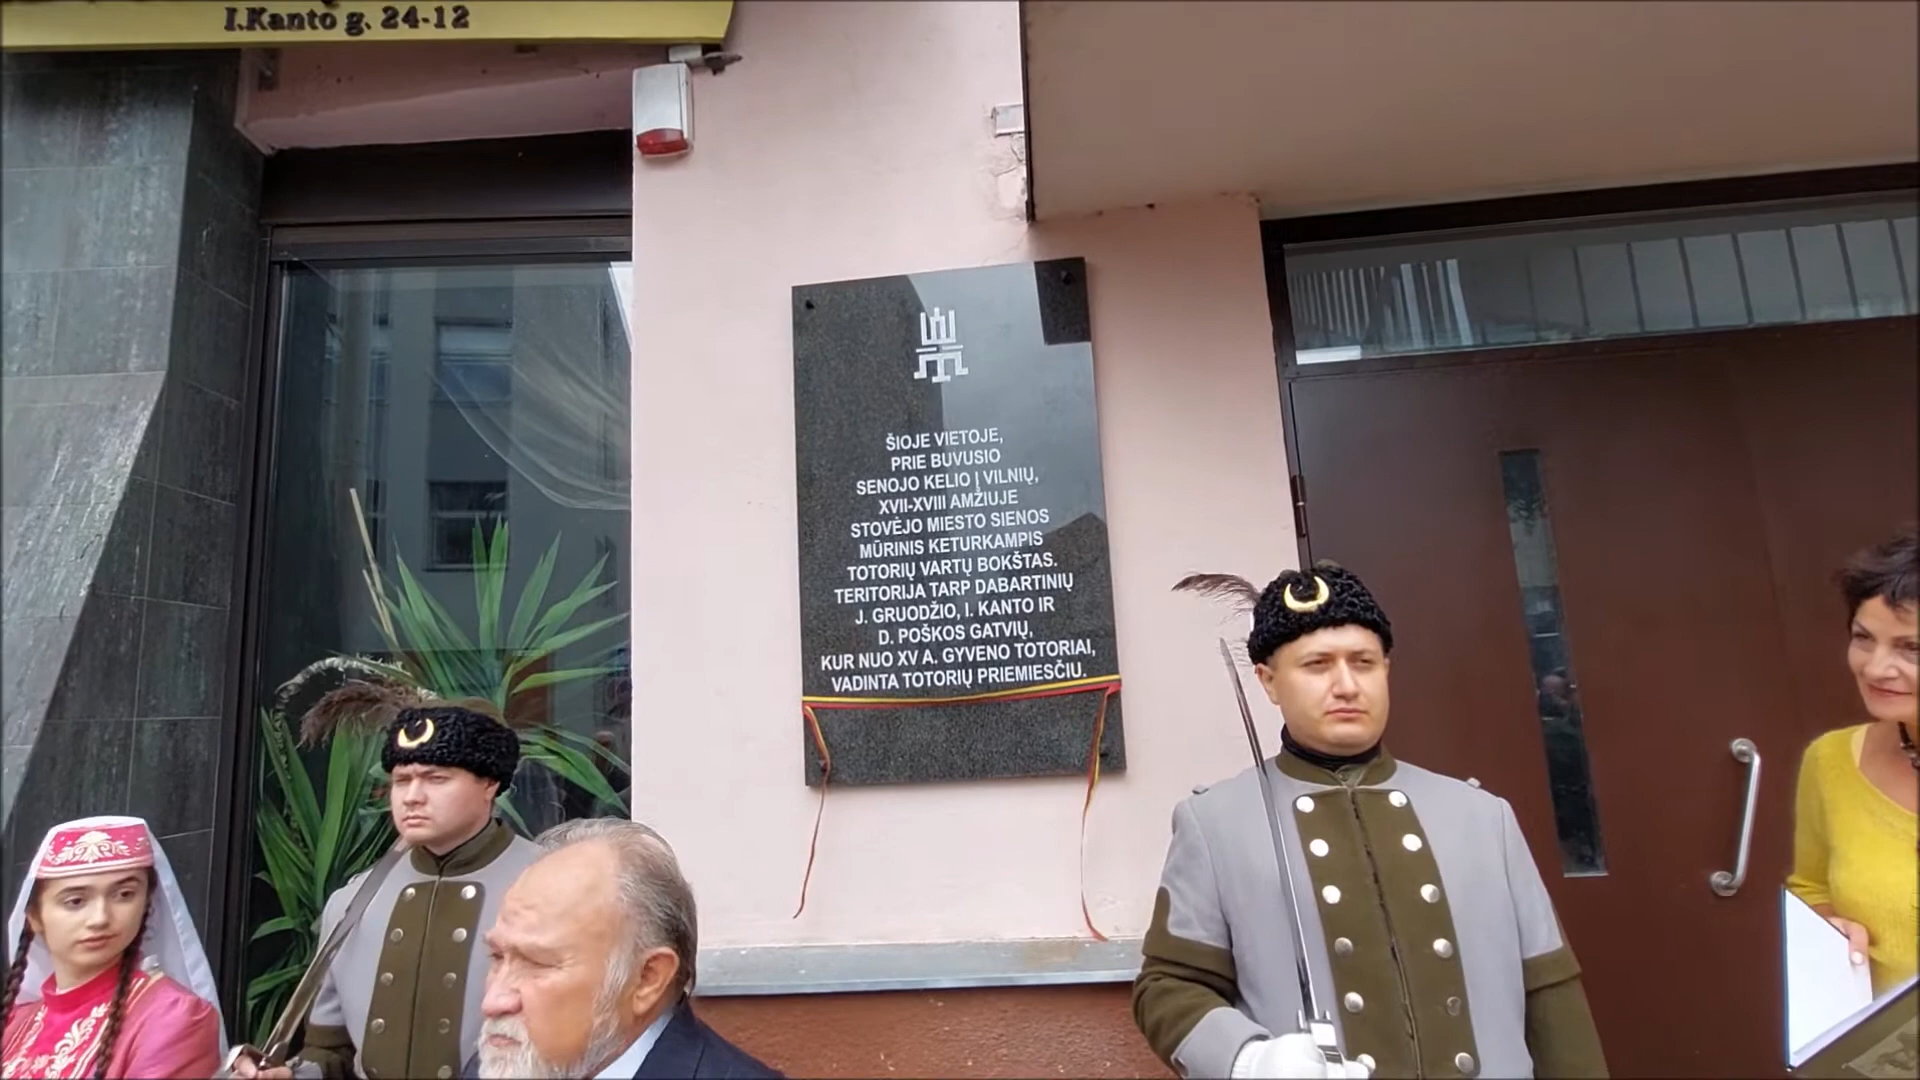 I.Kanto g. 24-12
ŠIOJE VIETOJE,
PRIE BUVUSIO
SENOJO KELIO Į VILNIŲ,
XVII-XVIII AMŽIUJE
STOVĖJO MIESTO SIENOS
MŪRINIS KETURKAMPIS
TOTORIŲ VARTŲ BOKŠTAS.
TERITORIJA TARP DABARTINIŲ
J. GRUODŽIO, I. KANTO IR
D. POŠKOS GATVIŲ,
KUR NUO XV A. GYVENO TOTORIAI,
VADINTA TOTORIŲ PRIEMIESČIU.